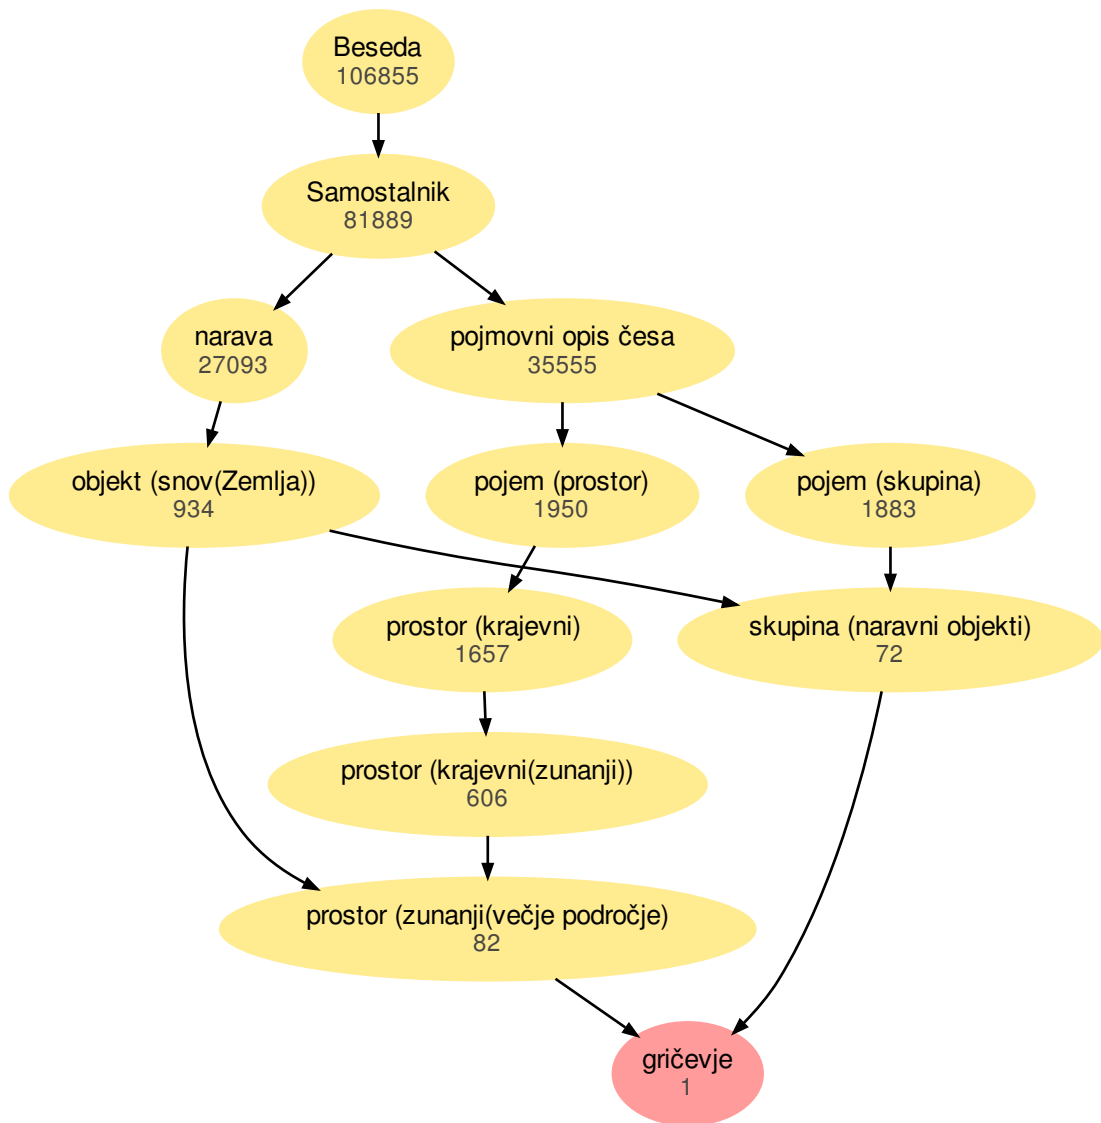 Beseda
106855
Samostalnik
81889
narava
27093
pojmovni opis česa
35555
objekt (snov(Zemlja))
934
pojem (prostor)
1950
pojem (skupina)
1883
prostor (krajevni)
1657
skupina (naravni objekti)
72
prostor (krajevni(zunanji))
606
prostor (zunanji(večje področje)
82
gričevje
1